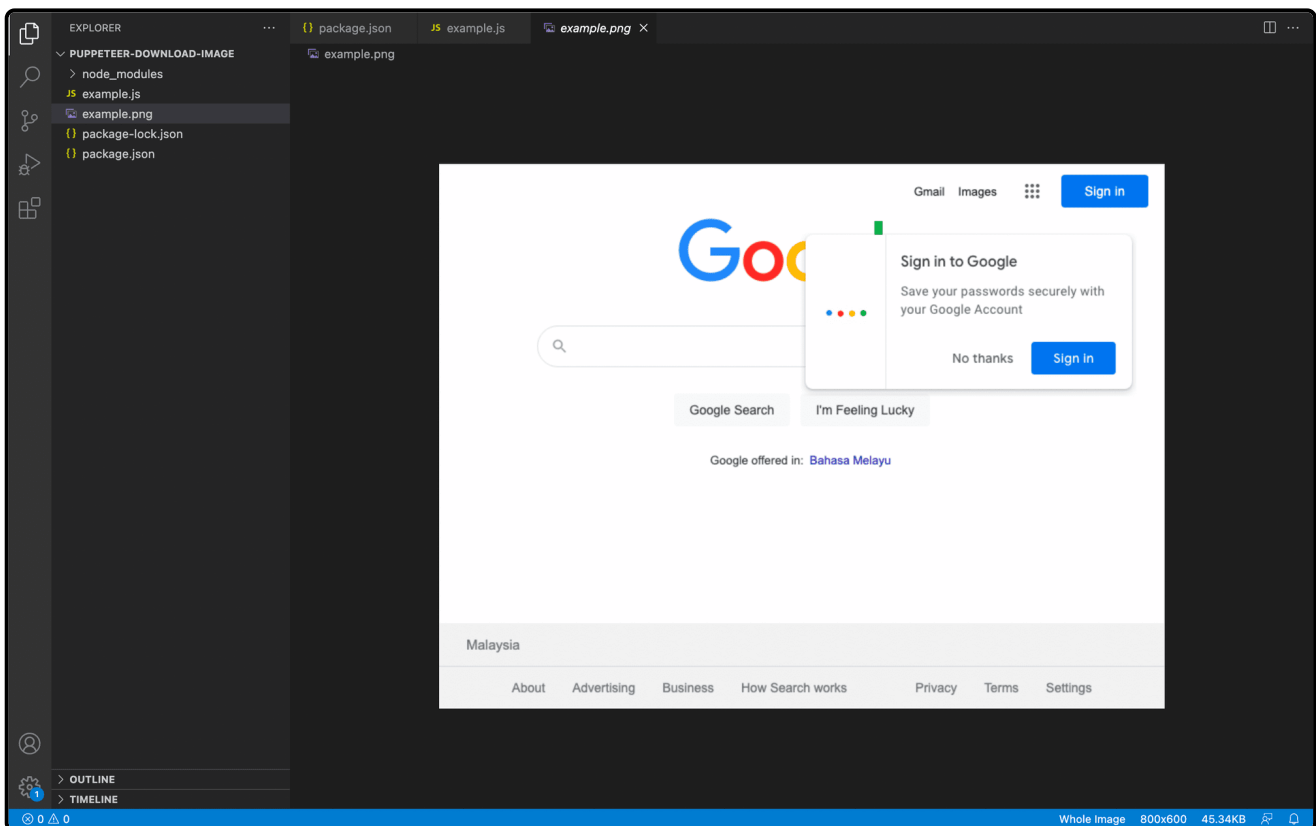 EXPLORER
{} package.json
JS example.js
example.png
PUPPETEER-DOWNLOAD-IMAGE
example.png
node_modules
JS example.js
example.png
{} package-lock.json
{} package.json
Gmail Images Sign in
Goo
Sign in to Google
Save your passwords securely with
your Google Account
No thanks Sign in
Google Search I'm Feeling Lucky
Google offered in: Bahasa Melayu
Malaysia
About Advertising Business How Search works Privacy Terms Settings
1
OUTLINE
TIMELINE
0 0 Whole Image 800x600 45.34KB